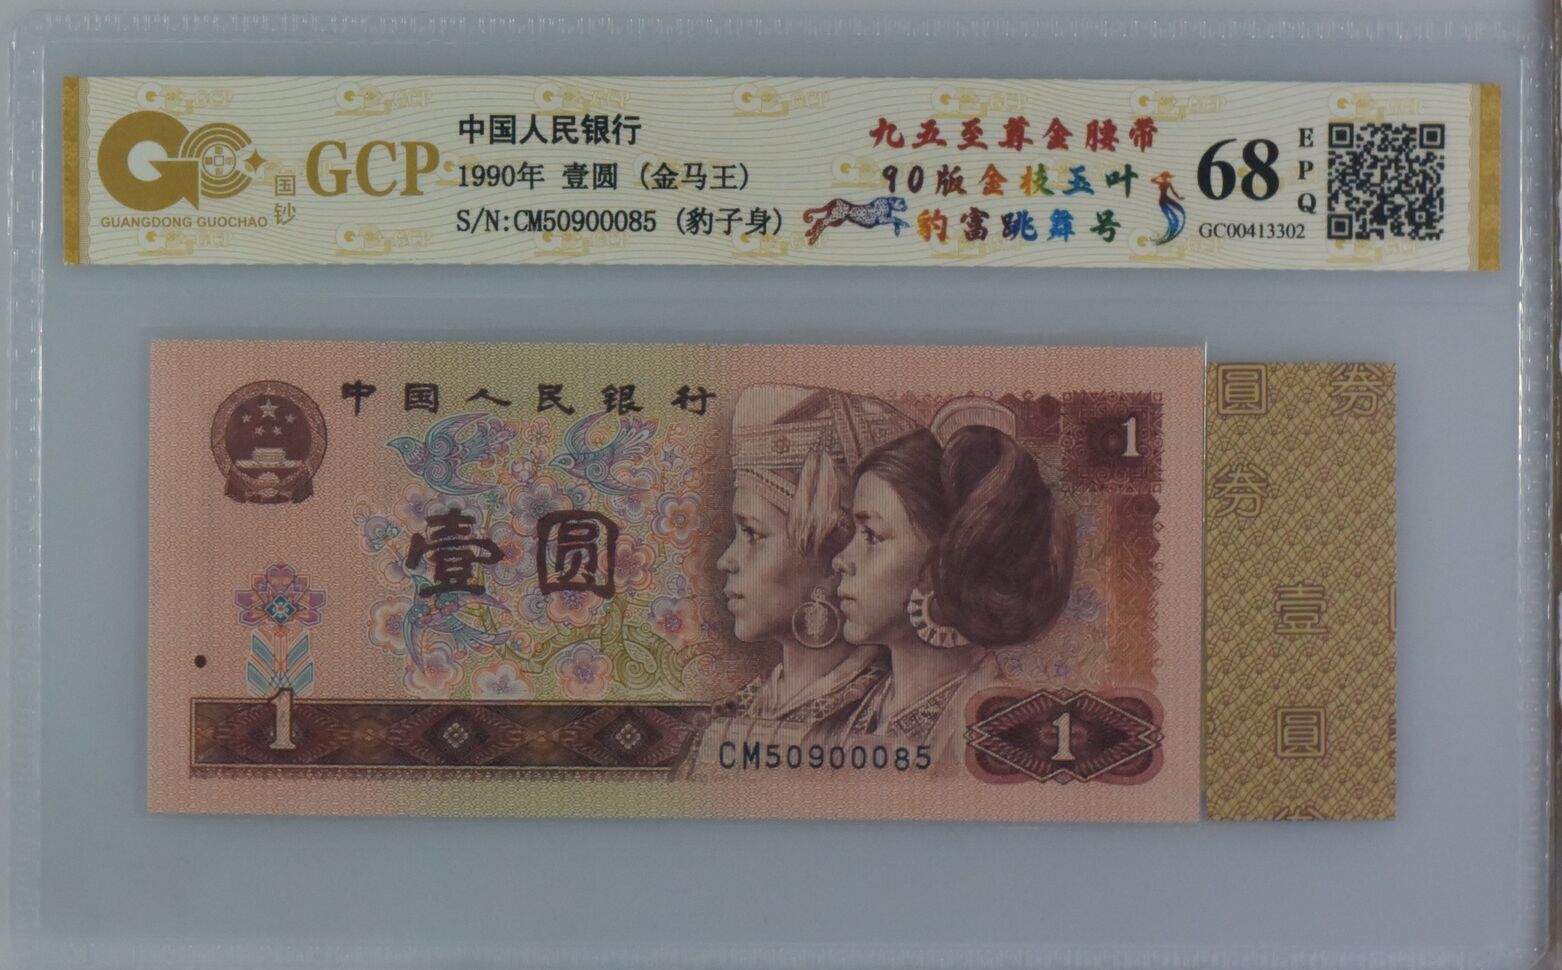 GCP
国钞
GUANGDONG GUOCHAO
中国人民银行
1990年 壹圆 (金马王)
S/N:CM50900085 (豹子身)
九五至尊金腰带
90版金枝玉叶
豹富跳舞号
68
EPQ
GC00413302
中国人民银行
1
壹圆
1
CM50900085
1
圓 券
券
壹
圓